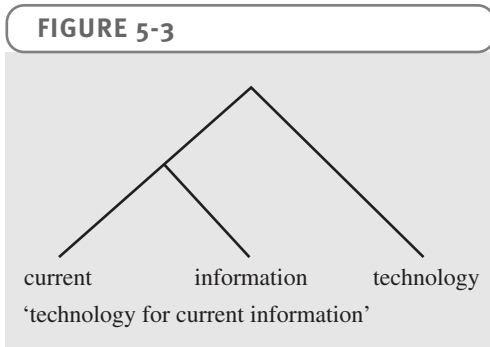 FIGURE 5-3
current information technology
‘technology for current information’